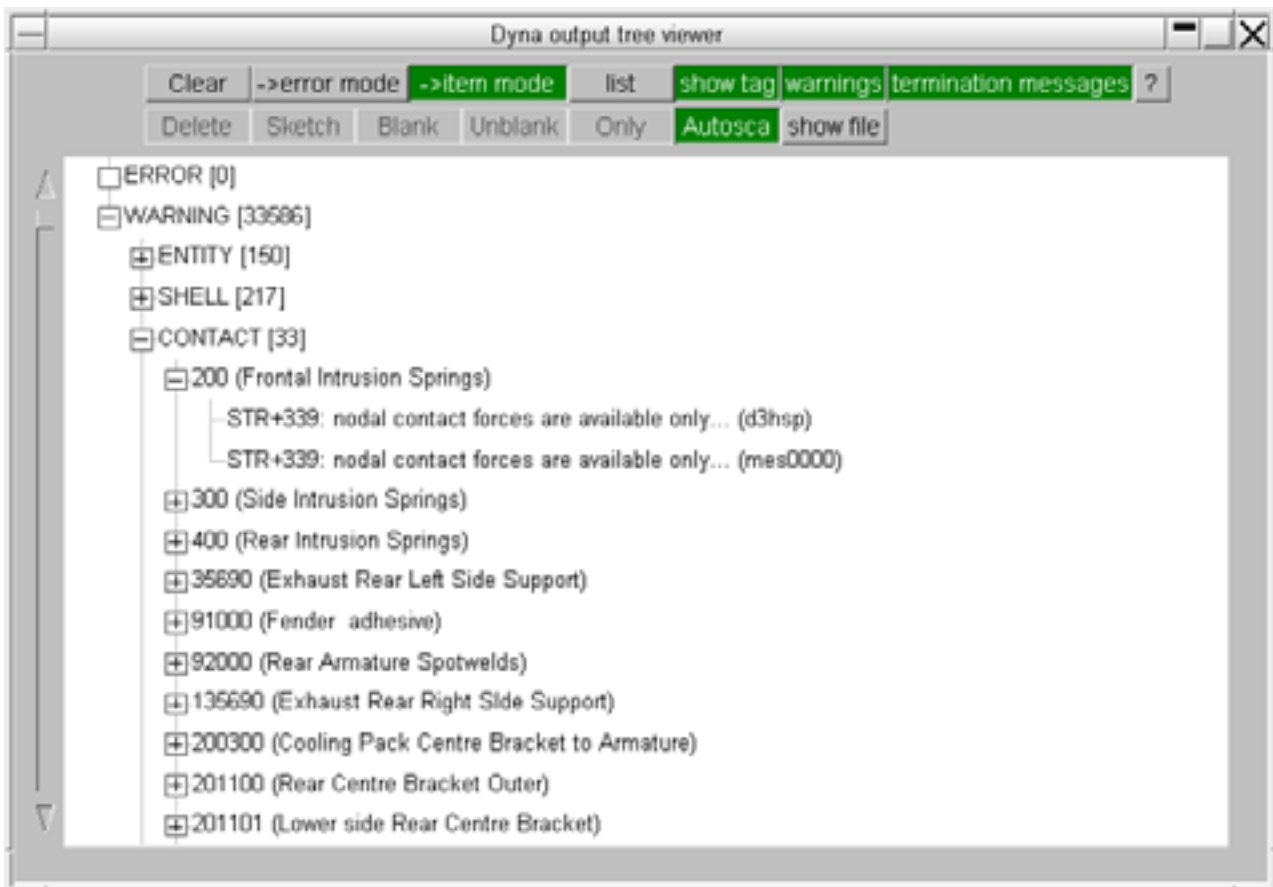 Dyna output tree viewer
Clear ->error mode ->item mode list show tag warnings termination messages ?
Delete Sketch Blank Unblank Only Autosca show file
ERROR [0]
WARNING [33586]
ENTITY [150]
SHELL [217]
CONTACT [33]
200 (Frontal Intrusion Springs)
STR+339: nodal contact forces are available only... (d3hsp)
STR+339: nodal contact forces are available only... (mes0000)
300 (Side Intrusion Springs)
400 (Rear Intrusion Springs)
35690 (Exhaust Rear Left Side Support)
91000 (Fender  adhesive)
92000 (Rear Armature Spotwelds)
135690 (Exhaust Rear Right SIde Support)
200300 (Cooling Pack Centre Bracket to Armature)
201100 (Rear Centre Bracket Outer)
201101 (Lower side Rear Centre Bracket)